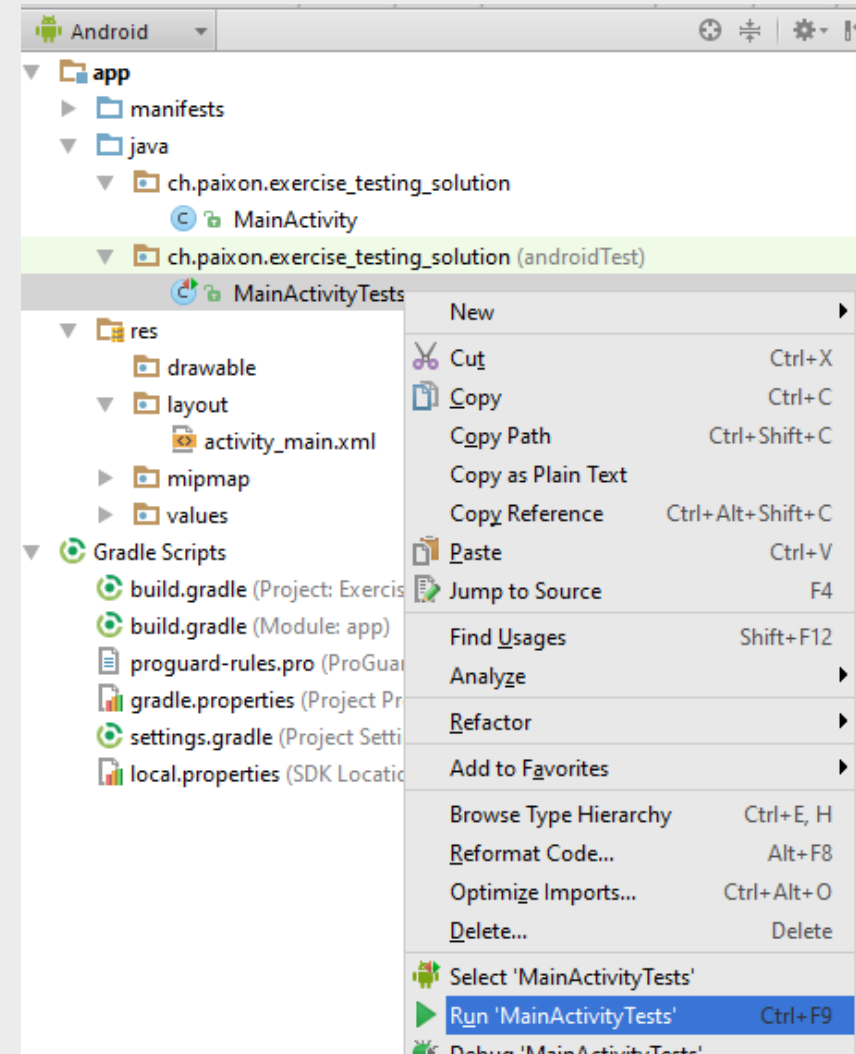 Android
app
manifests
java
ch.paixon.exercise_testing_solution
MainActivity
ch.paixon.exercise_testing_solution (androidTest)
MainActivityTests
res
drawable
layout
activity_main.xml
mipmap
values
Gradle Scripts
build.gradle (Project: Exercis
build.gradle (Module: app)
proguard-rules.pro (ProGuar
gradle.properties (Project Pr
settings.gradle (Project Setti
local.properties (SDK Locatio
New
Cut Ctrl+X
Copy Ctrl+C
Copy Path Ctrl+Shift+C
Copy as Plain Text
Copy Reference Ctrl+Alt+Shift+C
Paste Ctrl+V
Jump to Source F4
Find Usages Shift+F12
Analyze
Refactor
Add to Favorites
Browse Type Hierarchy Ctrl+E, H
Reformat Code... Alt+F8
Optimize Imports... Ctrl+Alt+O
Delete... Delete
Select 'MainActivityTests'
Run 'MainActivityTests' Ctrl+F9
Debug 'MainActivityTests'